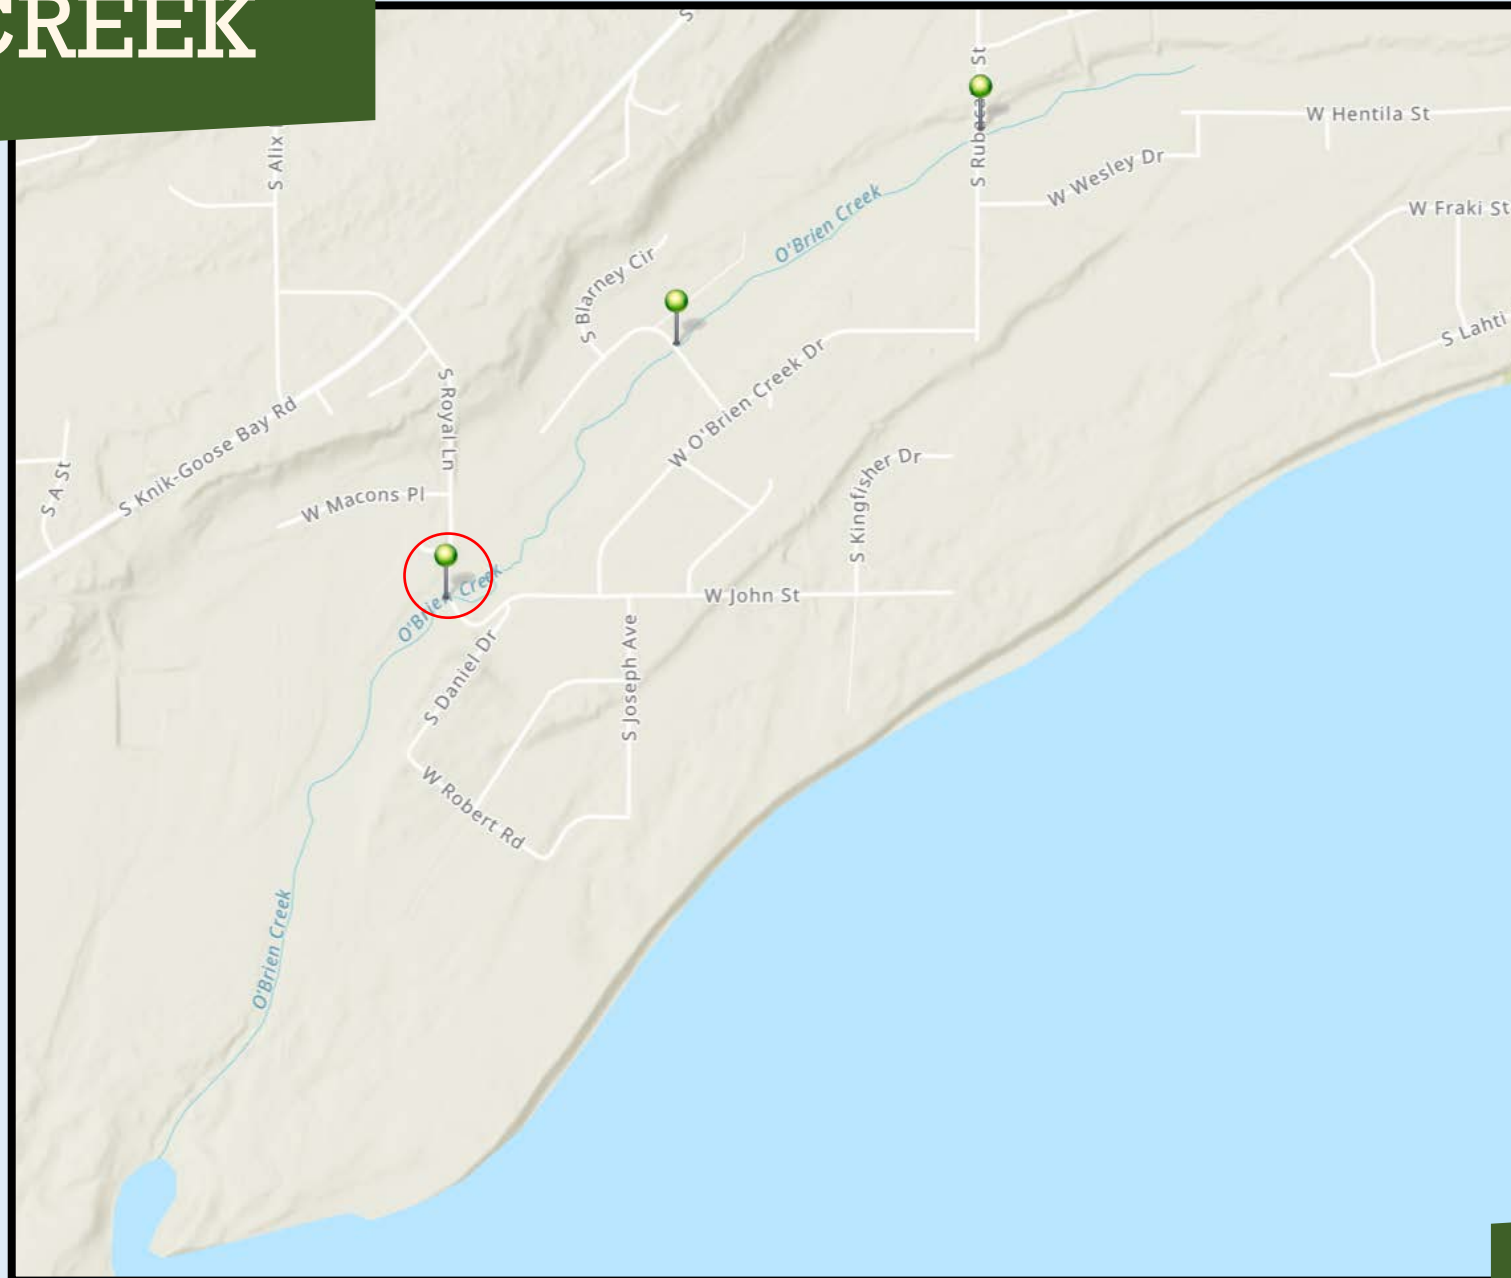 CREEK
S Alix
S Rubeca St
W Hentila St
W Wesley Dr
W Fraki St
O'Brien Creek
S Blarney Cir
S Lahti
W O'Brien Creek Dr
S Royal Ln
S Knik-Goose Bay Rd
S A St
W Macons Pl
S Kingfisher Dr
O'Brien Creek
W John St
S Daniel Dr
S Joseph Ave
W Robert Rd
O'Brien Creek